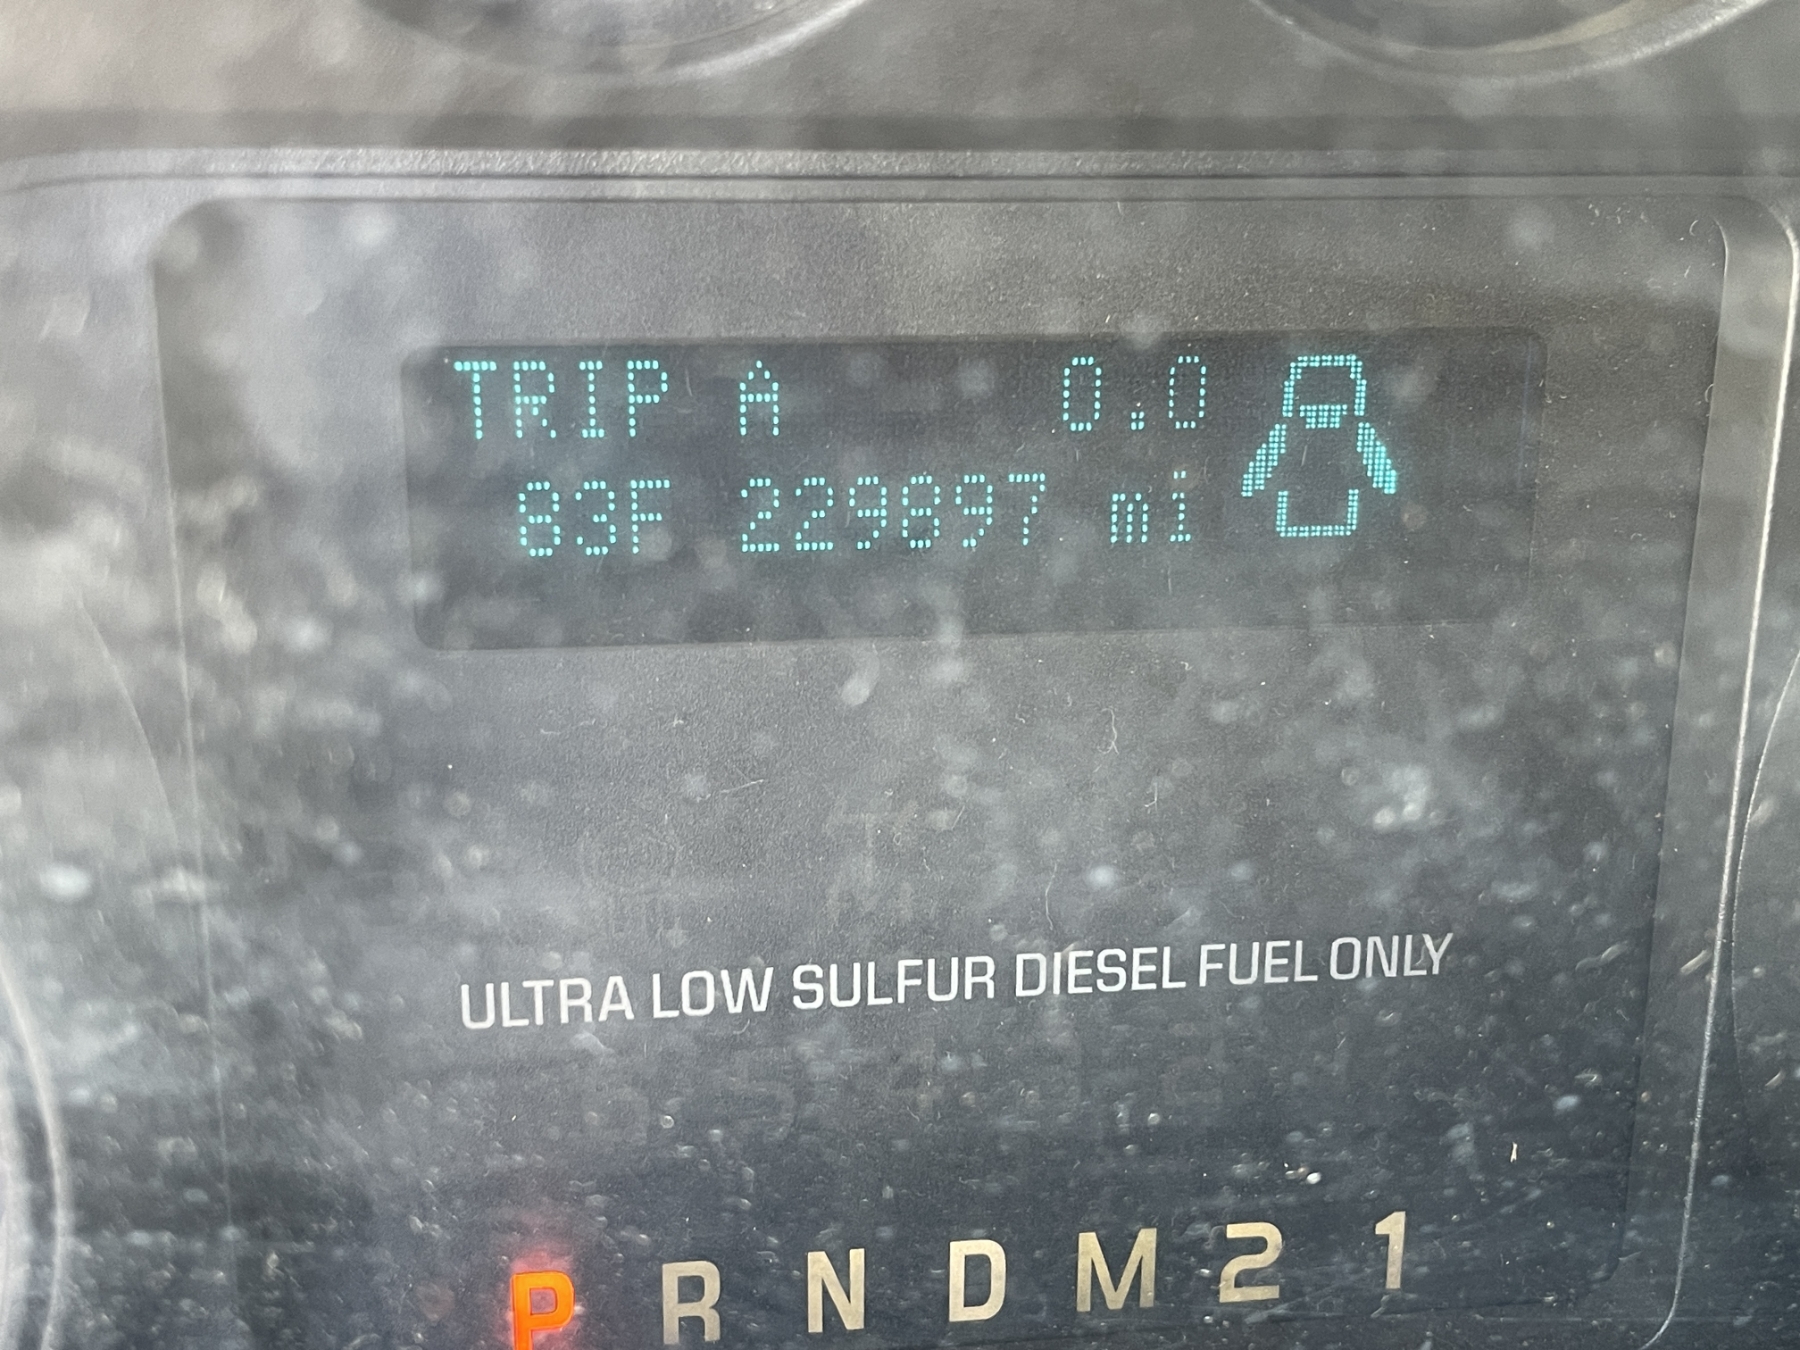 TRIP A 0.0
83F 229897 mi
ULTRA LOW SULFUR DIESEL FUEL ONLY
P R N D M 2 1